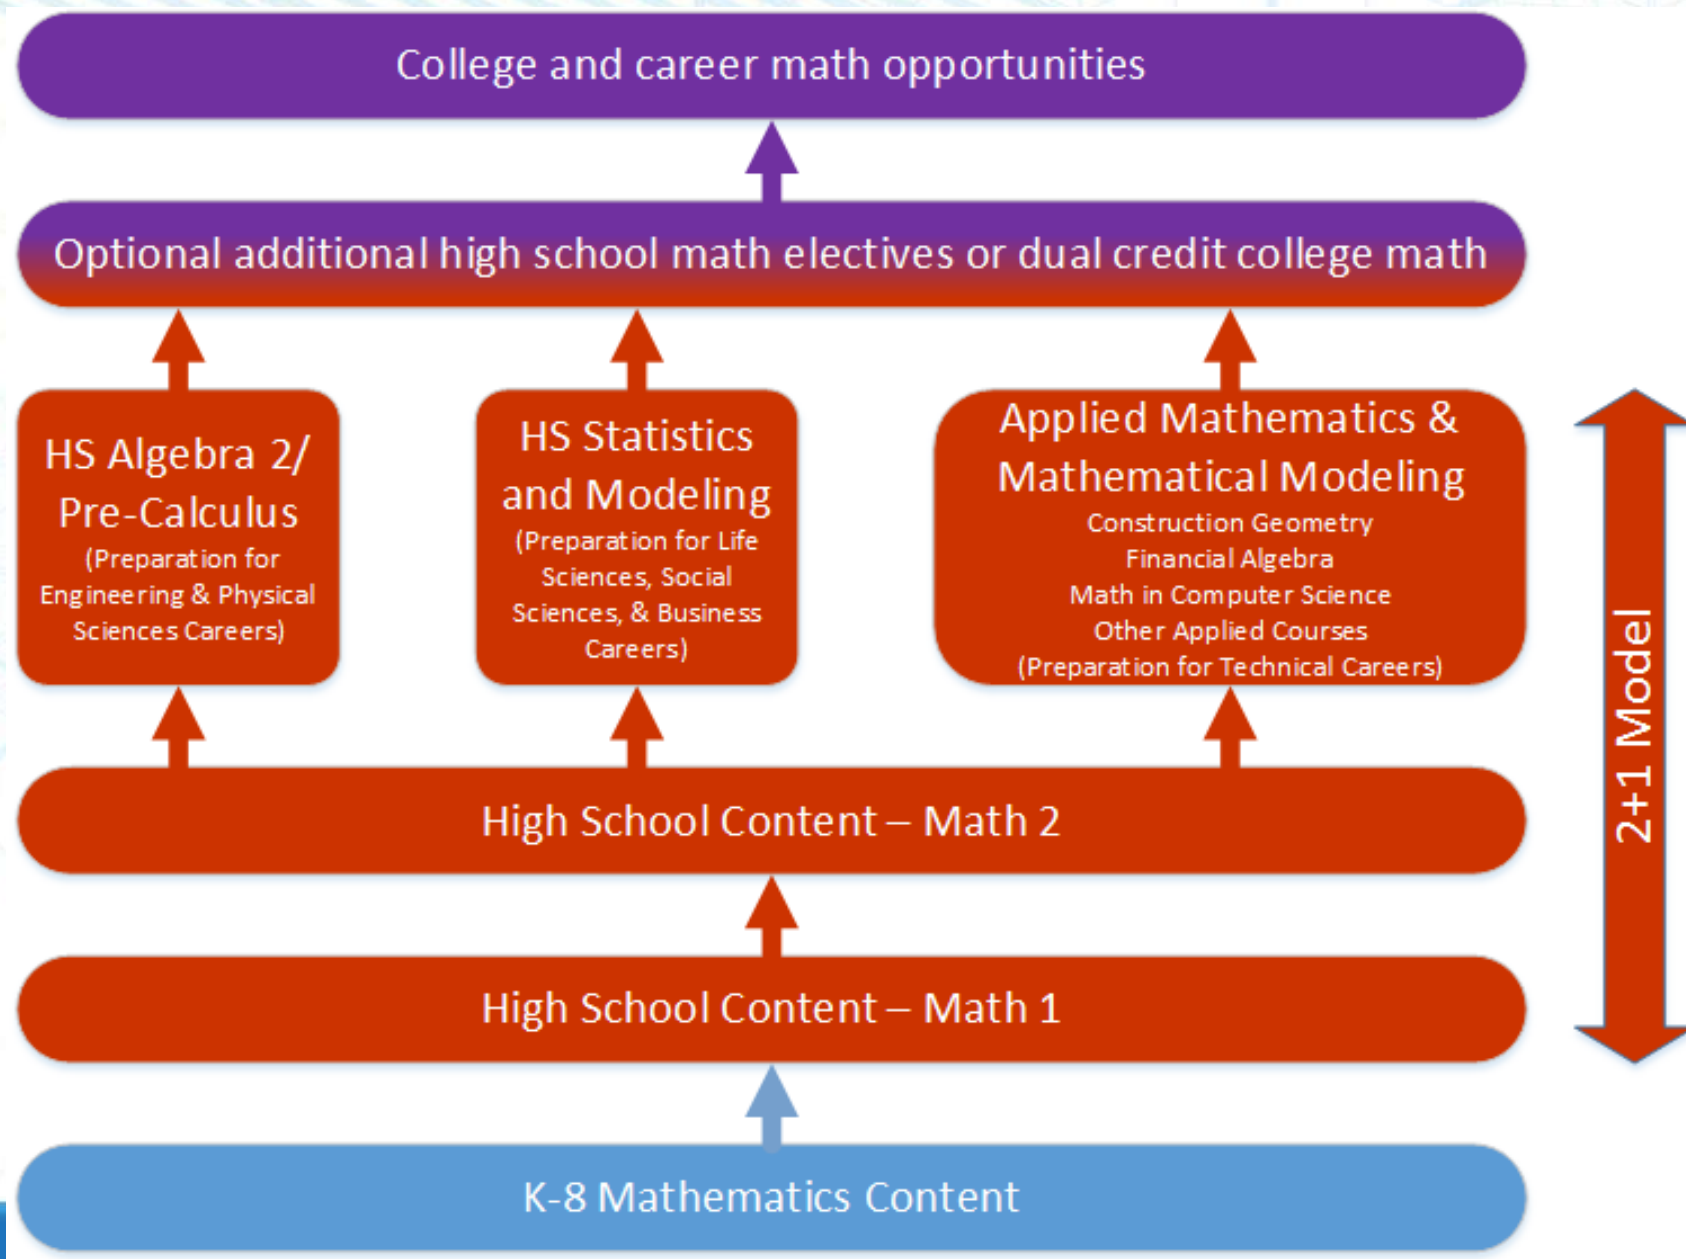 College and career math opportunities
Optional additional high school math electives or dual credit college math
HS Algebra 2/
Pre-Calculus
(Preparation for
Engineering & Physical
Sciences Careers)
HS Statistics
and Modeling
(Preparation for Life
Sciences, Social
Sciences, & Business
Careers)
Applied Mathematics &
Mathematical Modeling
Construction Geometry
Financial Algebra
Math in Computer Science
Other Applied Courses
(Preparation for Technical Careers)
2+1 Model
High School Content – Math 2
High School Content – Math 1
K-8 Mathematics Content